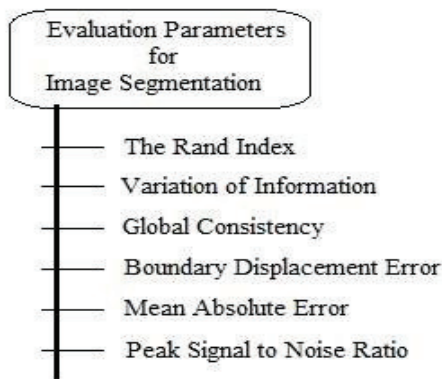 Evaluation Parameters
for
Image Segmentation
The Rand Index
Variation of Information
Global Consistency
Boundary Displacement Error
Mean Absolute Error
Peak Signal to Noise Ratio